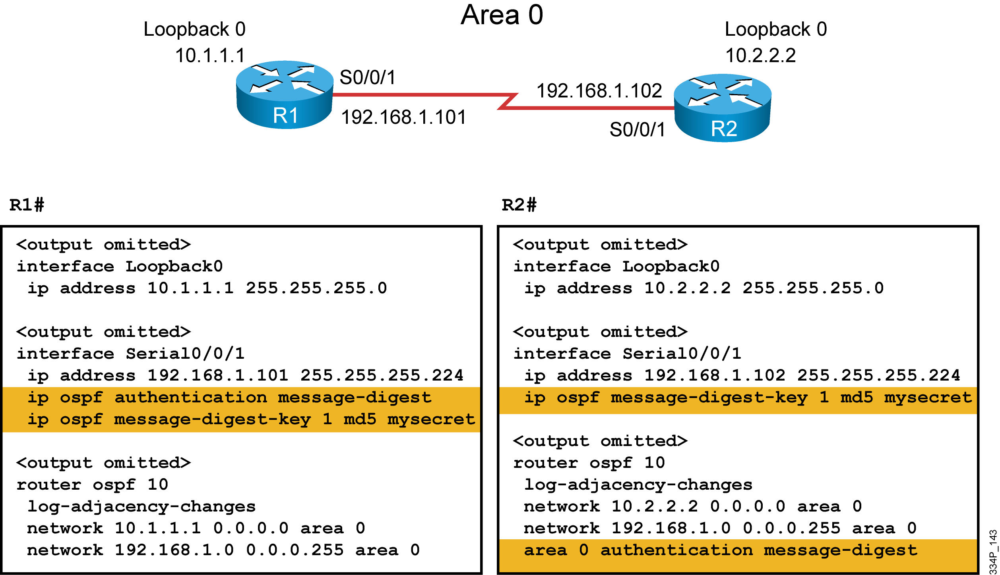 Area 0
Loopback 0
10.1.1.1
Loopback 0
10.2.2.2
S0/0/1
192.168.1.102
R1
192.168.1.101
S0/0/1
R2
R1#
<output omitted>
interface Loopback0
ip address 10.1.1.1 255.255.255.0
<output omitted>
interface Serial0/0/1
ip address 192.168.1.101 255.255.255.224
ip ospf authentication message-digest
ip ospf message-digest-key 1 md5 mysecret
<output omitted>
router ospf 10
log-adjacency-changes
network 10.1.1.1 0.0.0.0 area 0
network 192.168.1.0 0.0.0.255 area 0
R2#
<output omitted>
interface Loopback0
ip address 10.2.2.2 255.255.255.0
<output omitted>
interface Serial0/0/1
ip address 192.168.1.102 255.255.255.224
ip ospf message-digest-key 1 md5 mysecret
<output omitted>
router ospf 10
log-adjacency-changes
network 10.2.2.2 0.0.0.0 area 0
network 192.168.1.0 0.0.0.255 area 0
area 0 authentication message-digest
334P_143